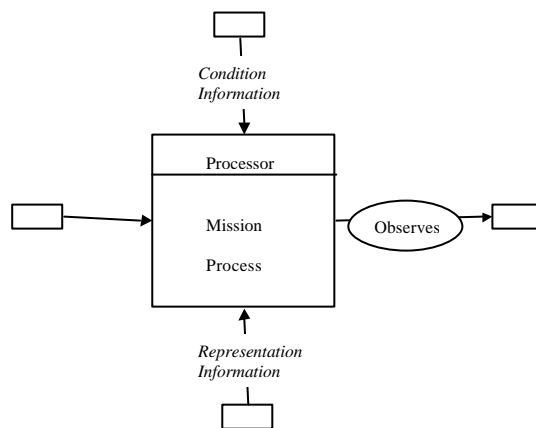 Condition
Information
Processor
Mission
Process
Observes
Representation
Information